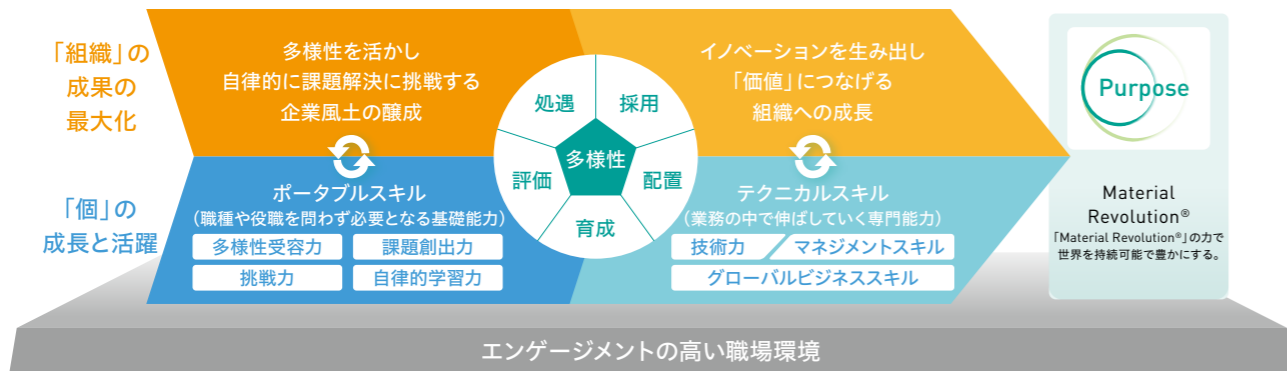 「組織」の
成果の
最大化
多様性を活かし
自律的に課題解決に挑戦する
企業風土の醸成
イノベーションを生み出し
「価値」につなげる
組織への成長
処遇
採用
多様性
評価
配置
育成
「個」の
成長と活躍
ポータブルスキル
(職種や役職を問わず必要となる基礎能力)
多様性受容力
課題創出力
挑戦力
自律的学習力
テクニカルスキル
(業務の中で伸ばしていく専門能力)
技術力
マネジメントスキル
グローバルビジネススキル
Purpose
Material
Revolution®
「Material Revolution®」の力で
世界を持続可能で豊かにする。
エンゲージメントの高い職場環境